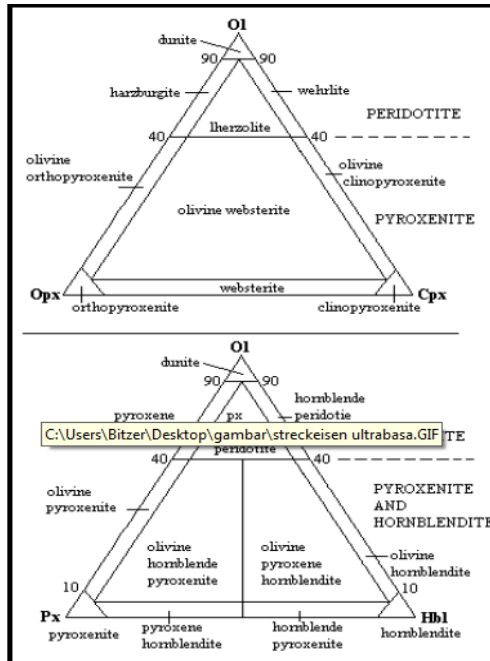 Ol
dunite
90 90
harzburgite
wehrlite
PERIDOTITE
lherzolite
40 40
olivine
orthopyroxenite
olivine
clinopyroxenite
olivine websterite
PYROXENITE
websterite
Opx Cpx
orthopyroxenite
clinopyroxenite
Ol
dunite
90 90
hornblende
peridotie
pyroxene
px
C:\Users\Bitzer\Desktop\gambar\streckeisen ultrabasa.GIF
TE
peridotite
40 40
olivine
pyroxenite
PYROXENITE
AND
HORNBLENDITE
olivine
hornblende
pyroxenite
olivine
pyroxene
hornblendite
olivine
hornblendite
10 10
Px Hbl
pyroxenite
pyroxene
hornblendite
hornblende
pyroxenite
hornblendite